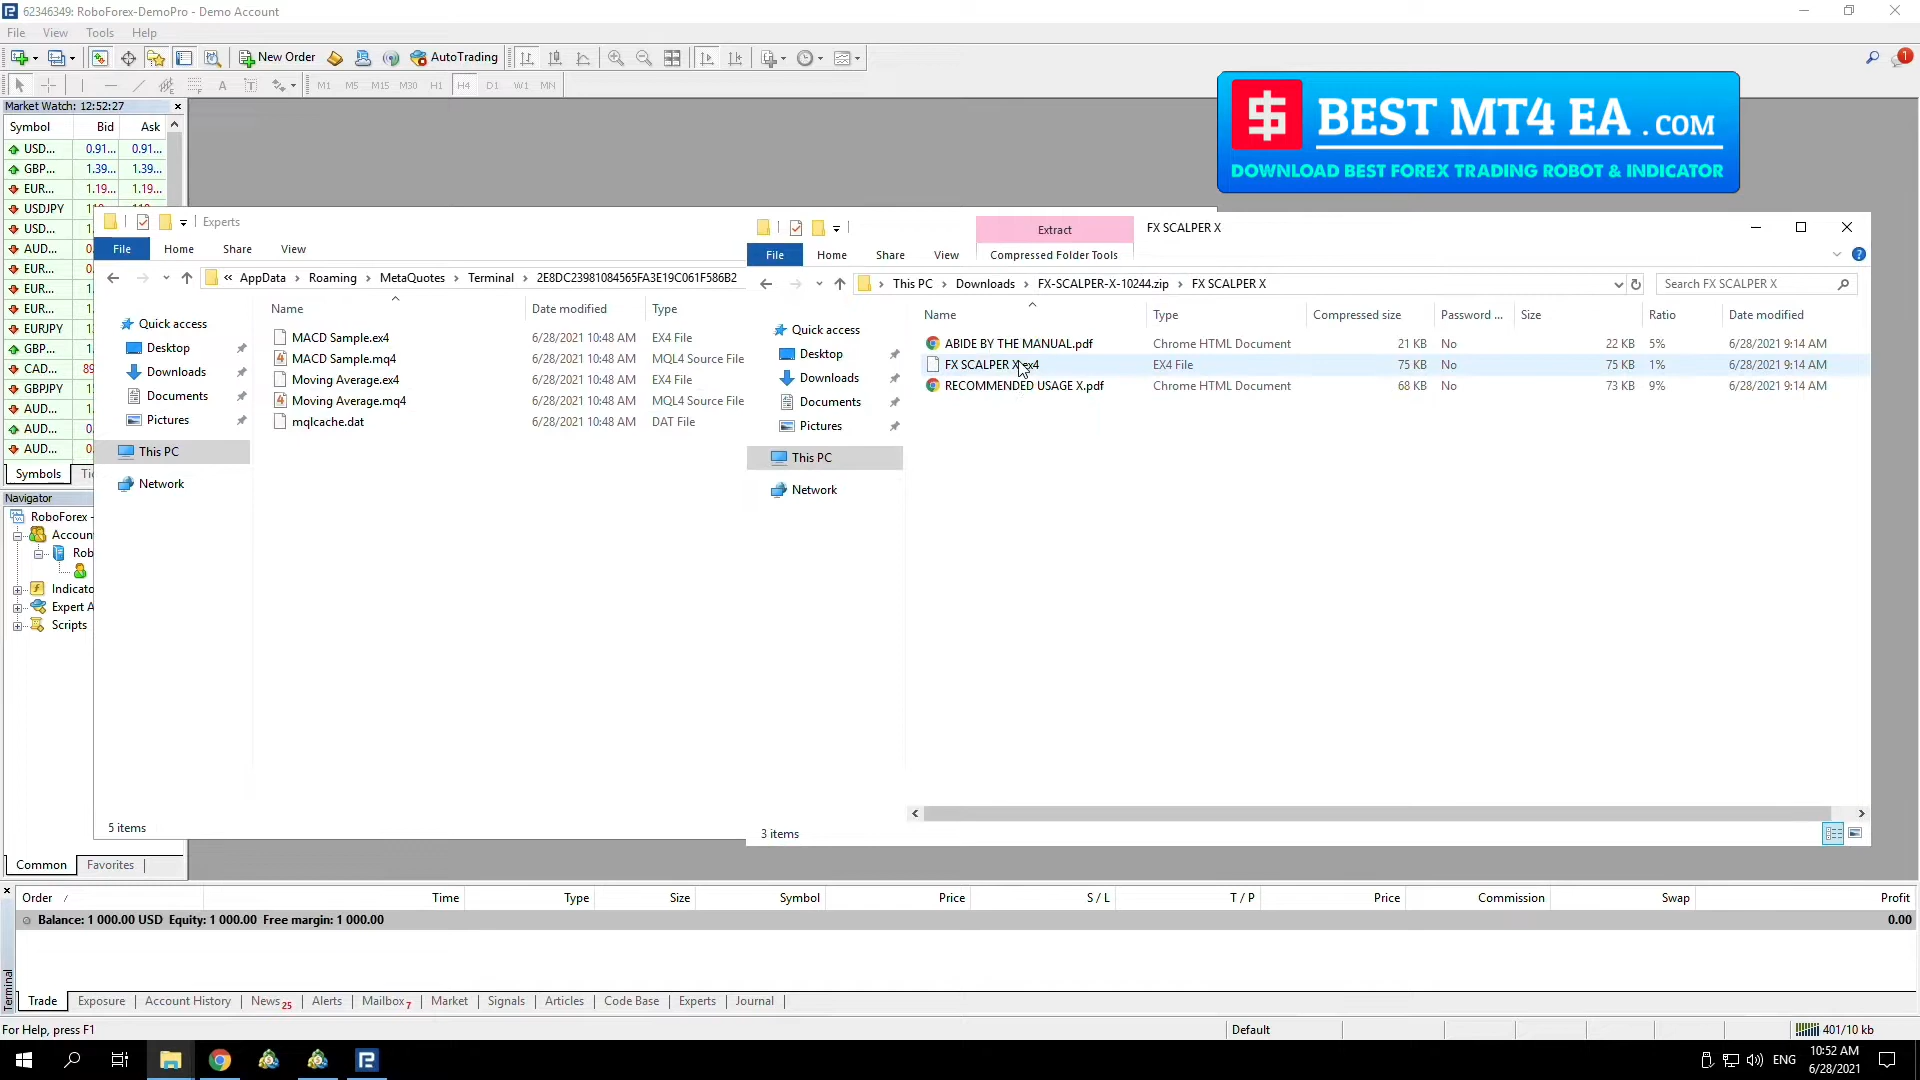 62346349: RoboForex-DemoPro - Demo Account
File View Tools Help
New Order AutoTrading
M1 M5 M15 M30 H1 H4 D1 W1 MN
Market Watch: 12:52:27
Symbol Bid Ask
USD... 0.91... 0.91...
GBP... 1.39... 1.39...
EUR... 1.19... 1.19...
USDJPY
USD... 1.
AUD... 0.
EUR... 1.
EUR... 1.
EUR... 1.
EURJPY
GBP... 1.
CAD... 89
GBPJPY
AUD... 1.
AUD... 0.
AUD... 0.
Symbols
Navigator
RoboForex -
Accoun
Rob
Indicato
Expert A
Scripts
Common Favorites
$ BEST MT4 EA .COM
DOWNLOAD BEST FOREX TRADING ROBOT & INDICATOR
Experts
File Home Share View
« AppData > Roaming > MetaQuotes > Terminal > 2E8DC23981084565FA3E19C061F586B2
Quick access
Desktop
Downloads
Documents
Pictures
This PC
Network
Name Date modified Type
MACD Sample.ex4 6/28/2021 10:48 AM EX4 File
MACD Sample.mq4 6/28/2021 10:48 AM MQL4 Source File
Moving Average.ex4 6/28/2021 10:48 AM EX4 File
Moving Average.mq4 6/28/2021 10:48 AM MQL4 Source File
mqlcache.dat 6/28/2021 10:48 AM DAT File
5 items
Extract FX SCALPER X
File Home Share View Compressed Folder Tools
This PC > Downloads > FX-SCALPER-X-10244.zip > FX SCALPER X Search FX SCALPER X
Quick access
Desktop
Downloads
Documents
Pictures
This PC
Network
Name Type Compressed size Password ... Size Ratio Date modified
ABIDE BY THE MANUAL.pdf Chrome HTML Document 21 KB No 22 KB 5% 6/28/2021 9:14 AM
FX SCALPER X.ex4 EX4 File 75 KB No 75 KB 1% 6/28/2021 9:14 AM
RECOMMENDED USAGE X.pdf Chrome HTML Document 68 KB No 73 KB 9% 6/28/2021 9:14 AM
3 items
Order / Time Type Size Symbol Price S / L T / P Price Commission Swap Profit
Balance: 1 000.00 USD Equity: 1 000.00 Free margin: 1 000.00 0.00
Terminal
Trade Exposure Account History News 25 Alerts Mailbox 7 Market Signals Articles Code Base Experts Journal
For Help, press F1 Default 401/10 kb
ENG 10:52 AM
6/28/2021